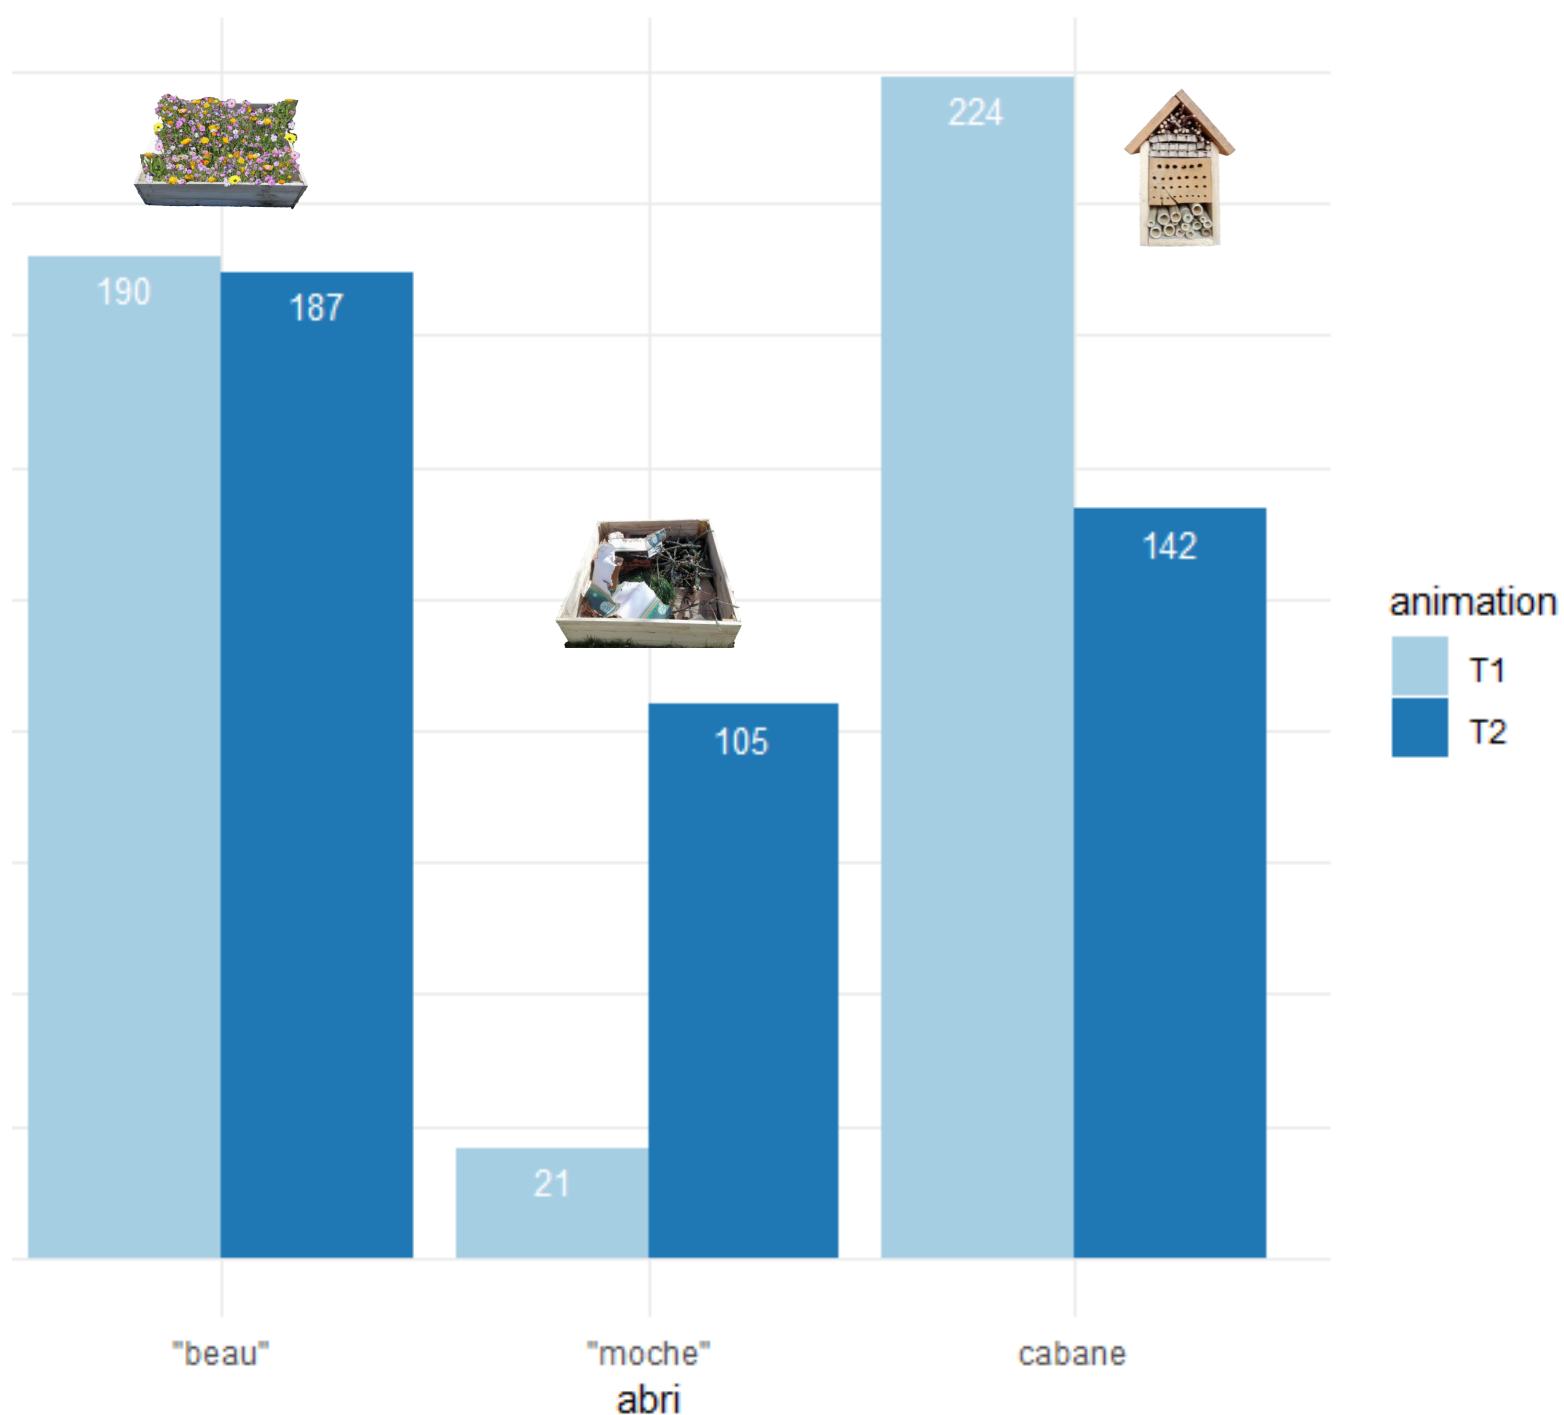 224
190
187
142
105
21
animation
T1
T2
"beau"
"moche"
cabane
abri